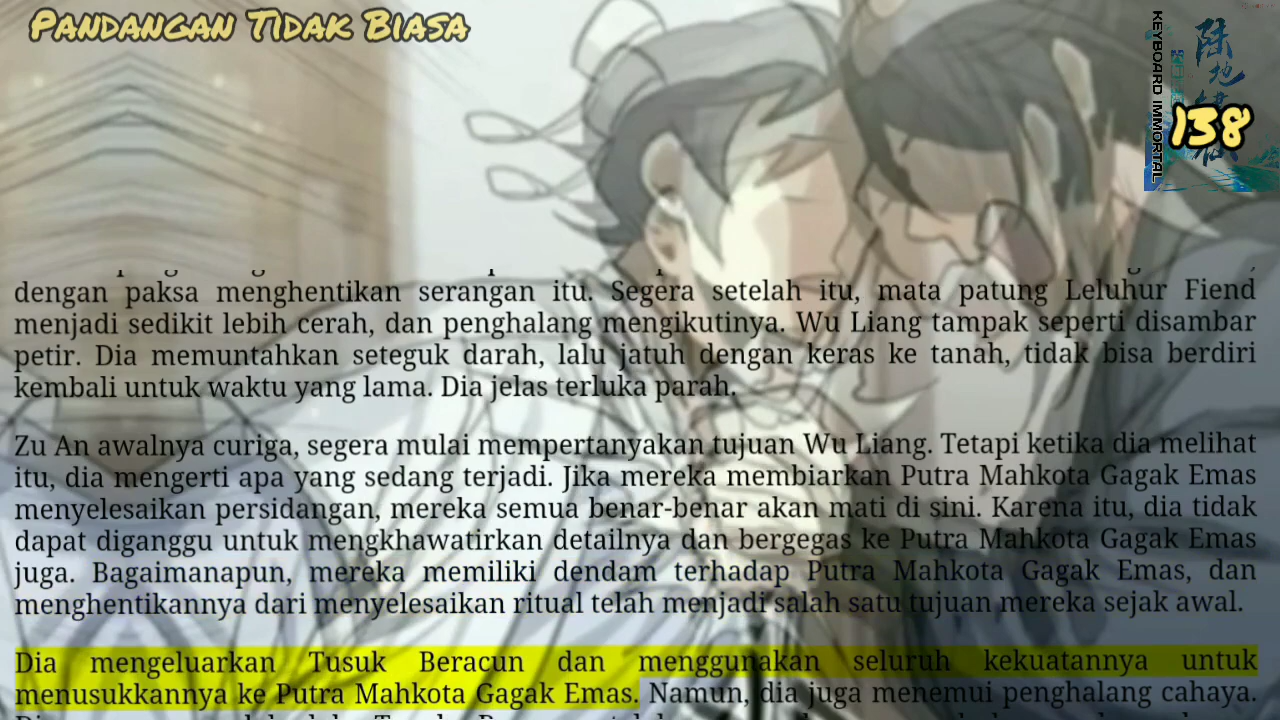 Pandangan Tidak Biasa
KEYBOARD IMMORTAL
陆地键仙
138
dengan paksa menghentikan serangan itu. Segera setelah itu, mata patung Leluhur Fiend
menjadi sedikit lebih cerah, dan penghalang mengikutinya. Wu Liang tampak seperti disambar
petir. Dia memuntahkan seteguk darah, lalu jatuh dengan keras ke tanah, tidak bisa berdiri
kembali untuk waktu yang lama. Dia jelas terluka parah.
Zu An awalnya curiga, segera mulai mempertanyakan tujuan Wu Liang. Tetapi ketika dia melihat
itu, dia mengerti apa yang sedang terjadi. Jika mereka membiarkan Putra Mahkota Gagak Emas
menyelesaikan persidangan, mereka semua benar-benar akan mati di sini. Karena itu, dia tidak
dapat diganggu untuk mengkhawatirkan detailnya dan bergegas ke Putra Mahkota Gagak Emas
juga. Bagaimanapun, mereka memiliki dendam terhadap Putra Mahkota Gagak Emas, dan
menghentikannya dari menyelesaikan ritual telah menjadi salah satu tujuan mereka sejak awal.
Dia mengeluarkan Tusuk Beracun dan menggunakan seluruh kekuatannya untuk
menusukkannya ke Putra Mahkota Gagak Emas. Namun, dia juga menemui penghalang cahaya.